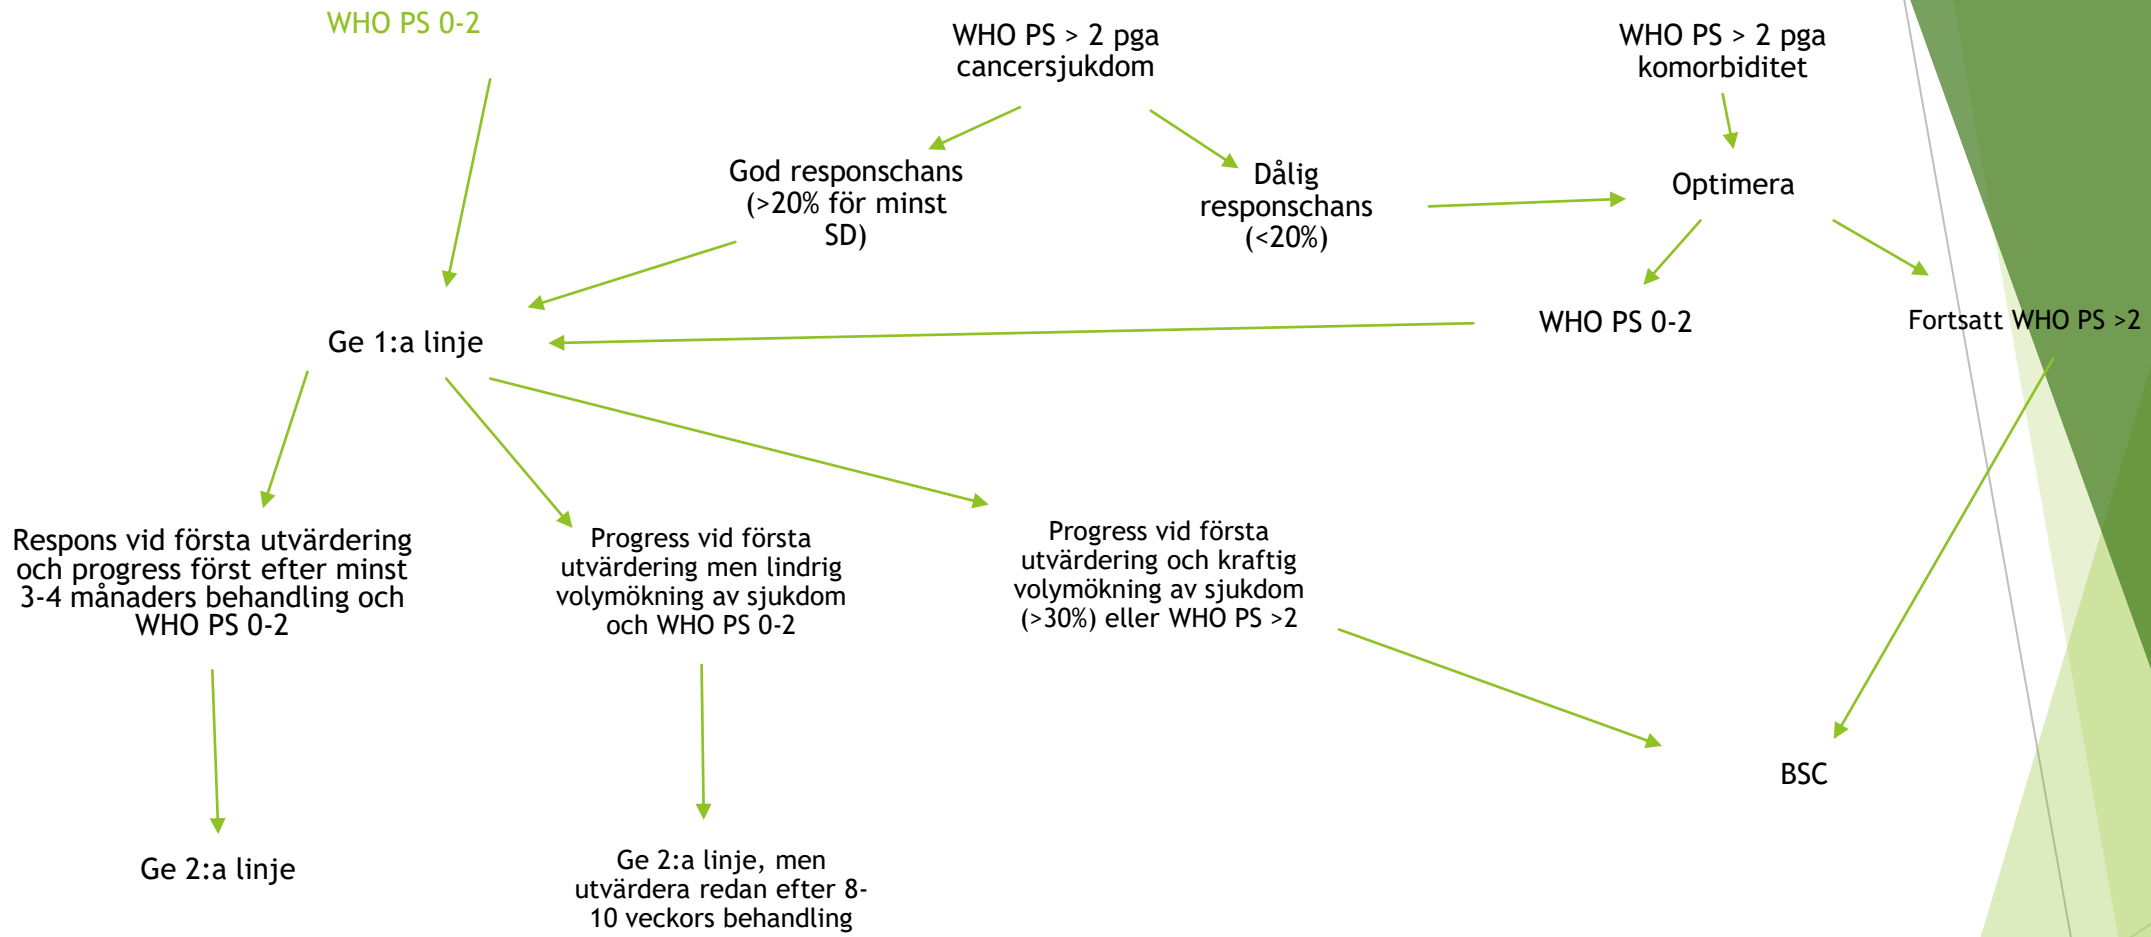 WHO PS 0-2
WHO PS > 2 pga
cancersjukdom
WHO PS > 2 pga
komorbiditet
God responschans
(>20% för minst
SD)
Dålig
responschans
(<20%)
Optimera
Ge 1:a linje
WHO PS 0-2
Fortsatt WHO PS >2
Respons vid första utvärdering
och progress först efter minst
3-4 månaders behandling och
WHO PS 0-2
Progress vid första
utvärdering men lindrig
volymökning av sjukdom
och WHO PS 0-2
Progress vid första
utvärdering och kraftig
volymökning av sjukdom
(>30%) eller WHO PS >2
BSC
Ge 2:a linje
Ge 2:a linje, men
utvärdera redan efter 8-
10 veckors behandling